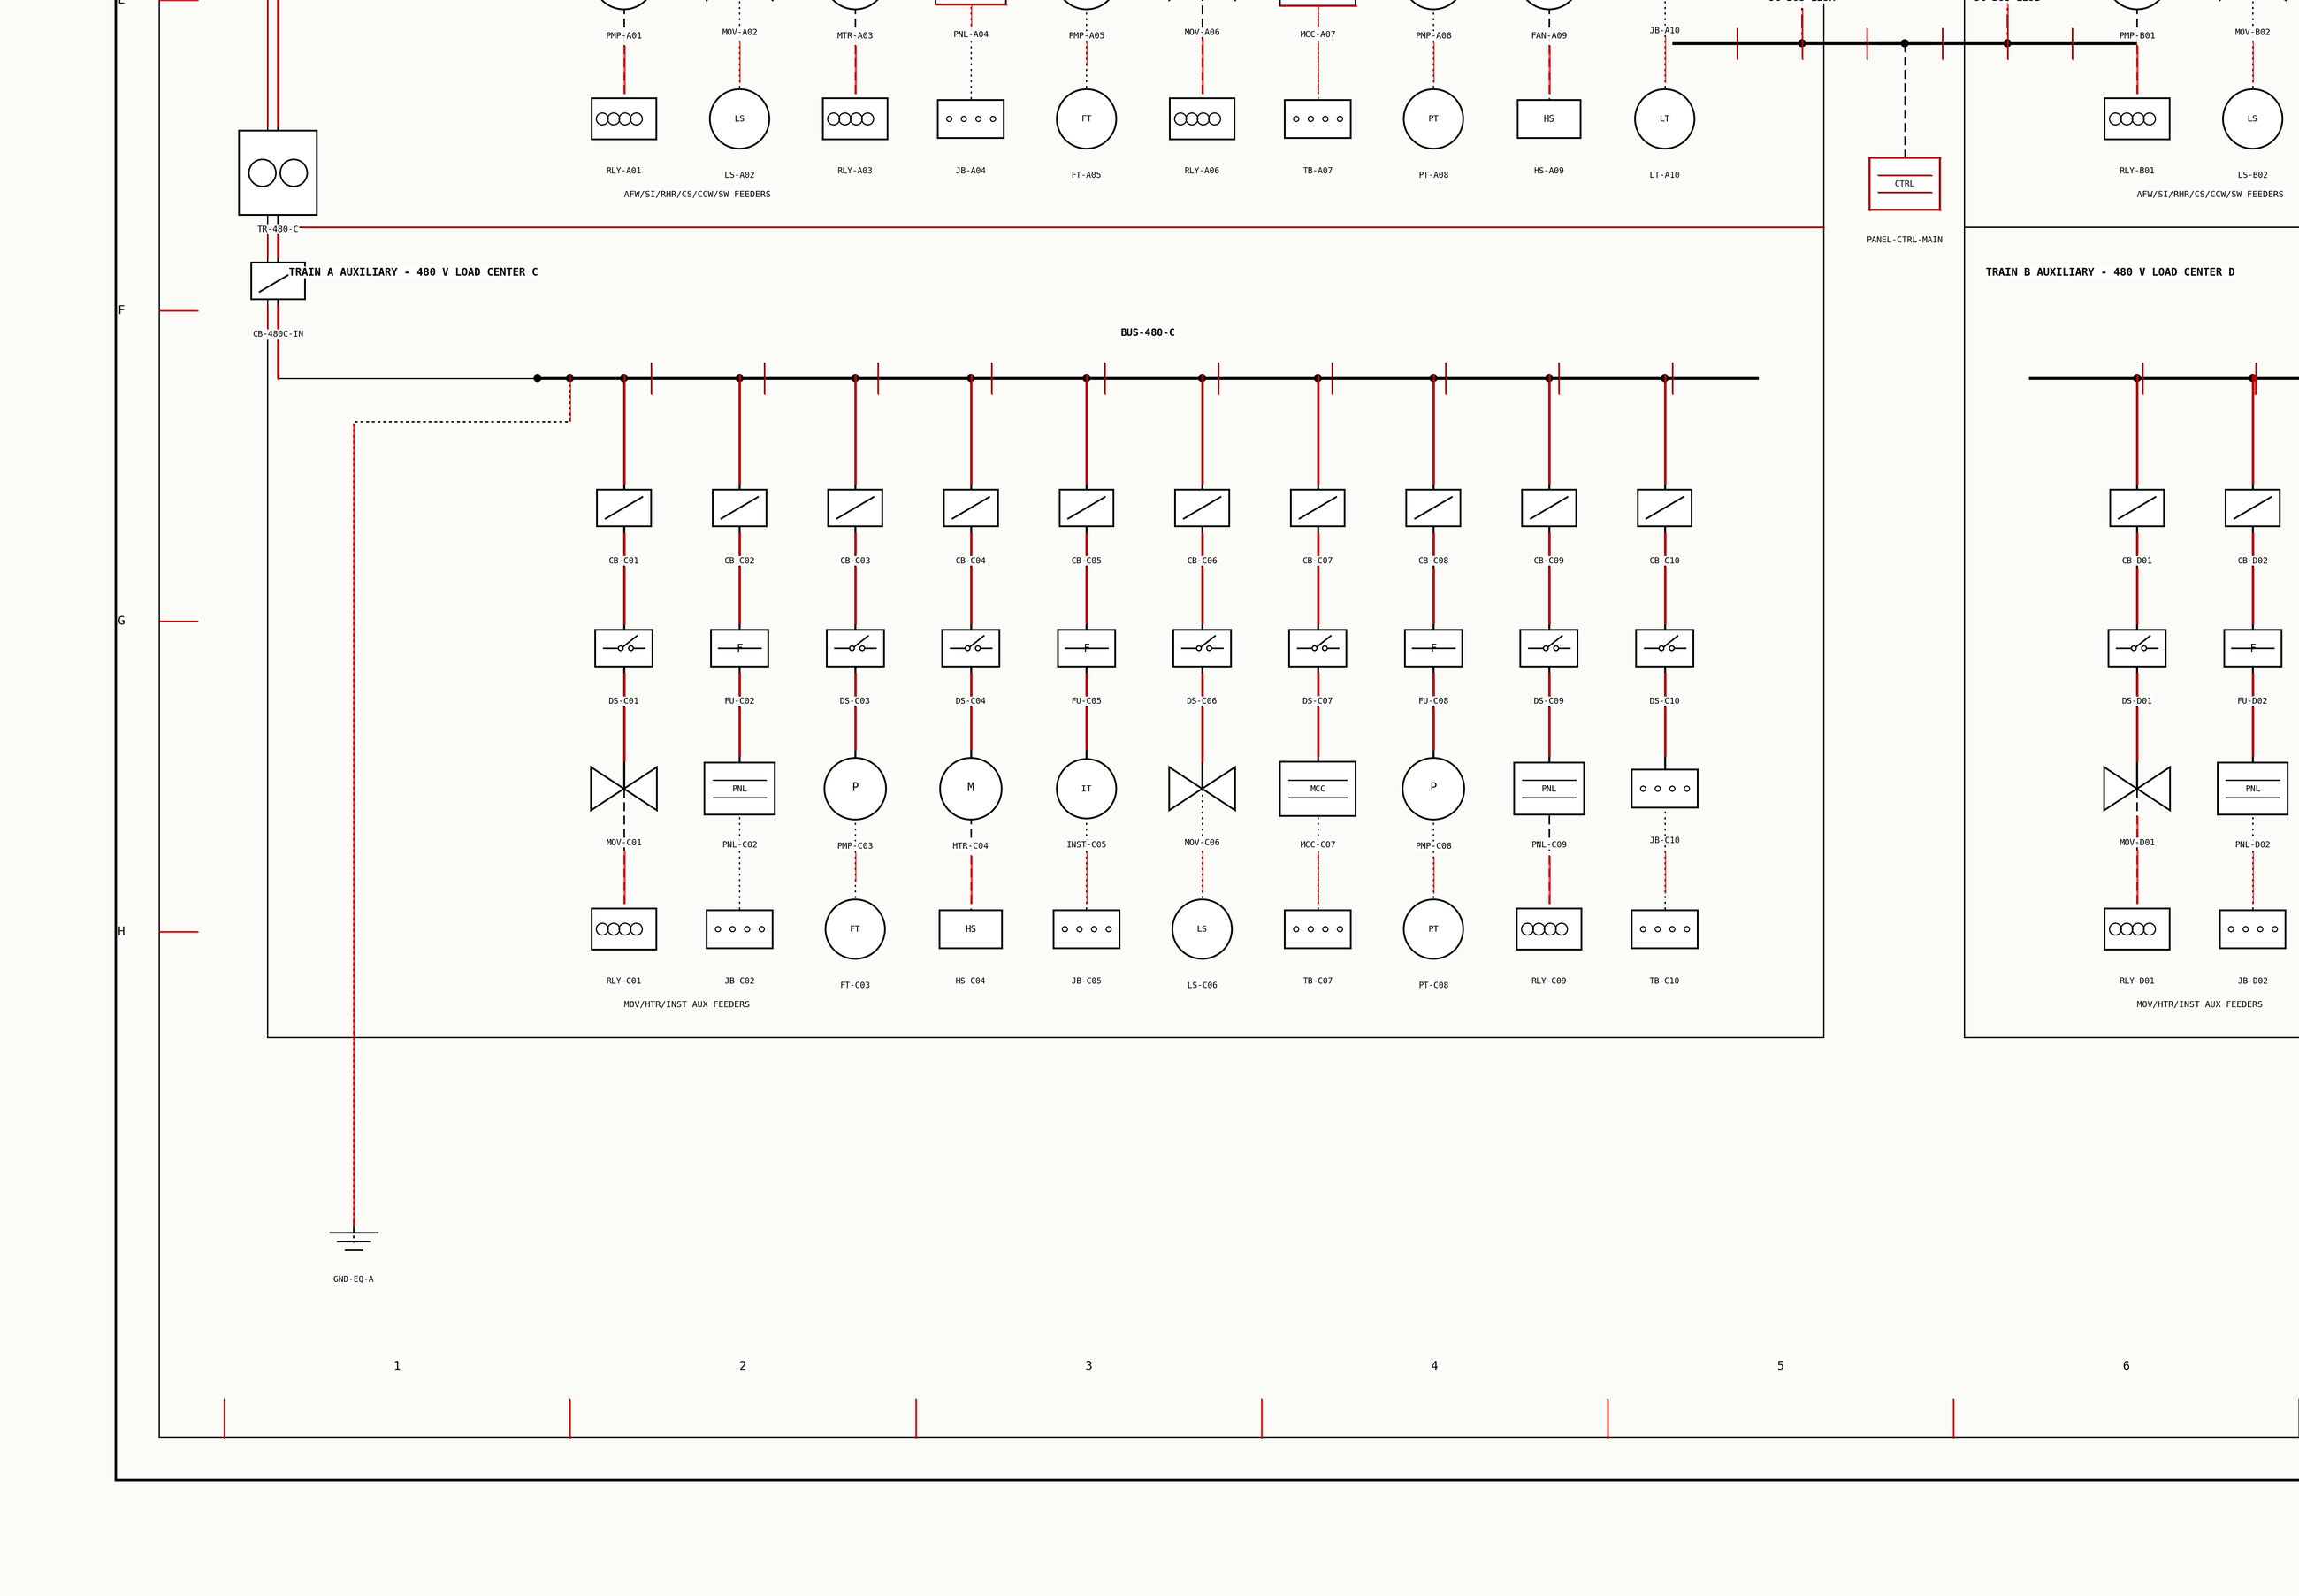 PMP-A01 MOV-A02 MTR-A03 PNL-A04 PMP-A05 MOV-A06 MCC-A07 PMP-A08 FAN-A09 JB-A10 PMP-B01 MOV-B02
LS FT PT HS LT LS
RLY-A01 LS-A02 RLY-A03 JB-A04 FT-A05 RLY-A06 TB-A07 PT-A08 HS-A09 LT-A10 RLY-B01 LS-B02
CTRL
AFW/SI/RHR/CS/CCW/SW FEEDERS AFW/SI/RHR/CS/CCW/SW FEEDERS
TR-480-C
PANEL-CTRL-MAIN
TRAIN A AUXILIARY - 480 V LOAD CENTER C TRAIN B AUXILIARY - 480 V LOAD CENTER D
F
CB-480C-IN BUS-480-C
CB-C01 CB-C02 CB-C03 CB-C04 CB-C05 CB-C06 CB-C07 CB-C08 CB-C09 CB-C10 CB-D01 CB-D02
G
F F F F
DS-C01 FU-C02 DS-C03 DS-C04 FU-C05 DS-C06 DS-C07 FU-C08 DS-C09 DS-C10 DS-D01 FU-D02
PNL P M IT MCC P PNL PNL
MOV-C01 PNL-C02 PMP-C03 HTR-C04 INST-C05 MOV-C06 MCC-C07 PMP-C08 PNL-C09 JB-C10 MOV-D01 PNL-D02
H
FT HS LS PT
RLY-C01 JB-C02 FT-C03 HS-C04 JB-C05 LS-C06 TB-C07 PT-C08 RLY-C09 TB-C10 RLY-D01 JB-D02
MOV/HTR/INST AUX FEEDERS MOV/HTR/INST AUX FEEDERS
GND-EQ-A
1 2 3 4 5 6